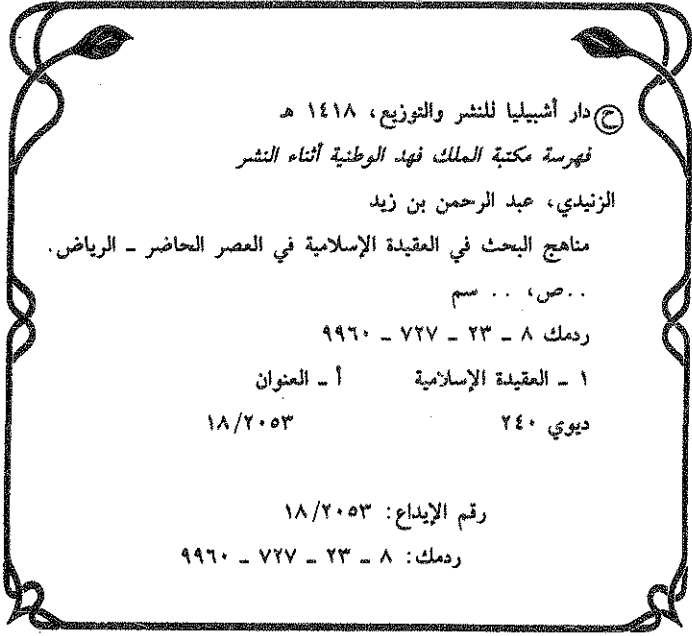 ح دار أشبيليا للنشر والتوزيع، ١٤١٨ هـ
فهرسة مكتبة الملك فهد الوطنية أثناء النشر
الزنيدي، عبد الرحمن بن زيد
مناهج البحث في العقيدة الإسلامية في العصر الحاضر ـ الرياض.
..ص، .. سم
ردمك ٨ ـ ٢٣ ـ ٧٢٧ ـ ٩٩٦٠
١ ـ العقيدة الإسلامية أ ـ العنوان
ديوي ٢٤٠ ١٨/٢٠٥٣
رقم الإيداع: ١٨/٢٠٥٣
ردمك: ٨ ـ ٢٣ ـ ٧٢٧ ـ ٩٩٦٠